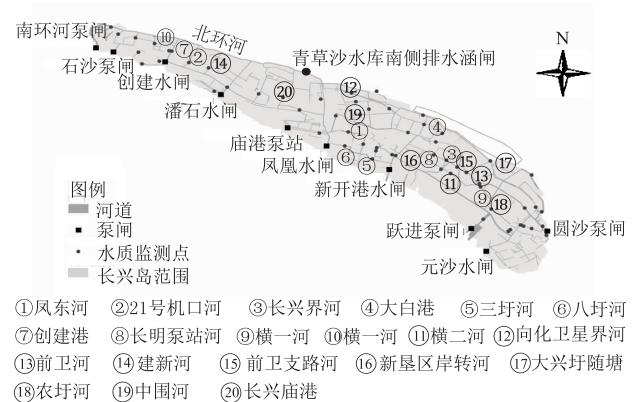 北环河
N
南环河泵闸
⑩
⑦
②
⑭
青草沙水库南侧排水涵闸
石沙泵闸
创建水闸
⑳
⑫
潘石水闸
⑲
①
④
庙港泵站
凤凰水闸
⑥
⑤
⑯
⑧
③
⑮
⑰
新开港水闸
⑪
⑬
⑨
⑱
图例
河道
泵闸
水质监测点
长兴岛范围
跃进泵闸
圆沙泵闸
元沙水闸
①凤东河 ②21号机口河 ③长兴界河 ④大白港 ⑤三圩河 ⑥八圩河
⑦创建港 ⑧长明泵站河 ⑨横一河 ⑩横一河 ⑪横二河 ⑫向化卫星界河
⑬前卫河 ⑭建新河 ⑮前卫支路河 ⑯新垦区岸转河 ⑰大兴圩随塘
⑱农圩河 ⑲中围河 ⑳长兴庙港